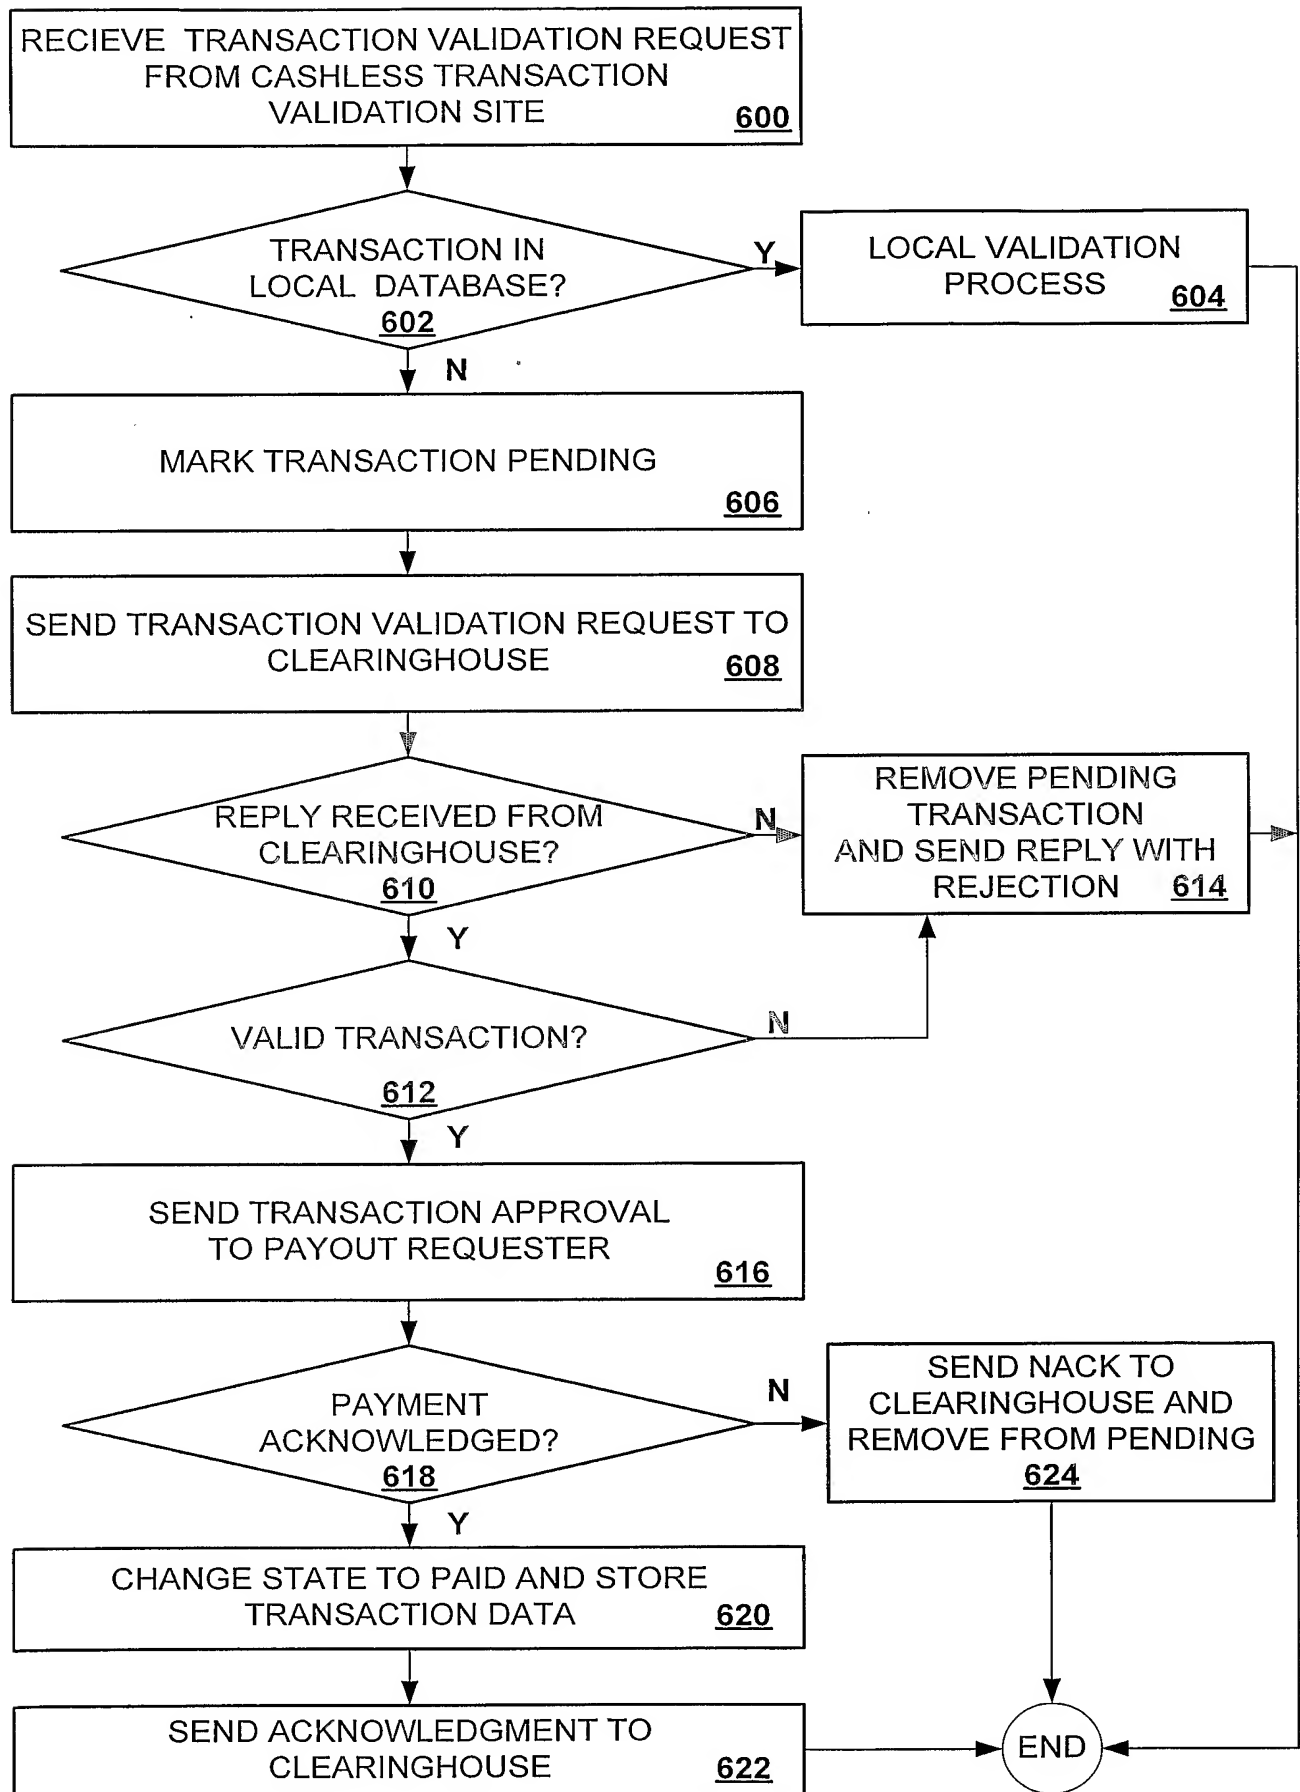 RECIEVE TRANSACTION VALIDATION REQUEST
FROM CASHLESS TRANSACTION
VALIDATION SITE
600
TRANSACTION IN
LOCAL DATABASE?
602
Y
LOCAL VALIDATION
PROCESS
604
N
MARK TRANSACTION PENDING
606
SEND TRANSACTION VALIDATION REQUEST TO
CLEARINGHOUSE
608
REPLY RECEIVED FROM
CLEARINGHOUSE?
610
N
REMOVE PENDING
TRANSACTION
AND SEND REPLY WITH
REJECTION
614
Y
VALID TRANSACTION?
612
N
Y
SEND TRANSACTION APPROVAL
TO PAYOUT REQUESTER
616
PAYMENT
ACKNOWLEDGED?
618
N
SEND NACK TO
CLEARINGHOUSE AND
REMOVE FROM PENDING
624
Y
CHANGE STATE TO PAID AND STORE
TRANSACTION DATA
620
SEND ACKNOWLEDGMENT TO
CLEARINGHOUSE
622
END